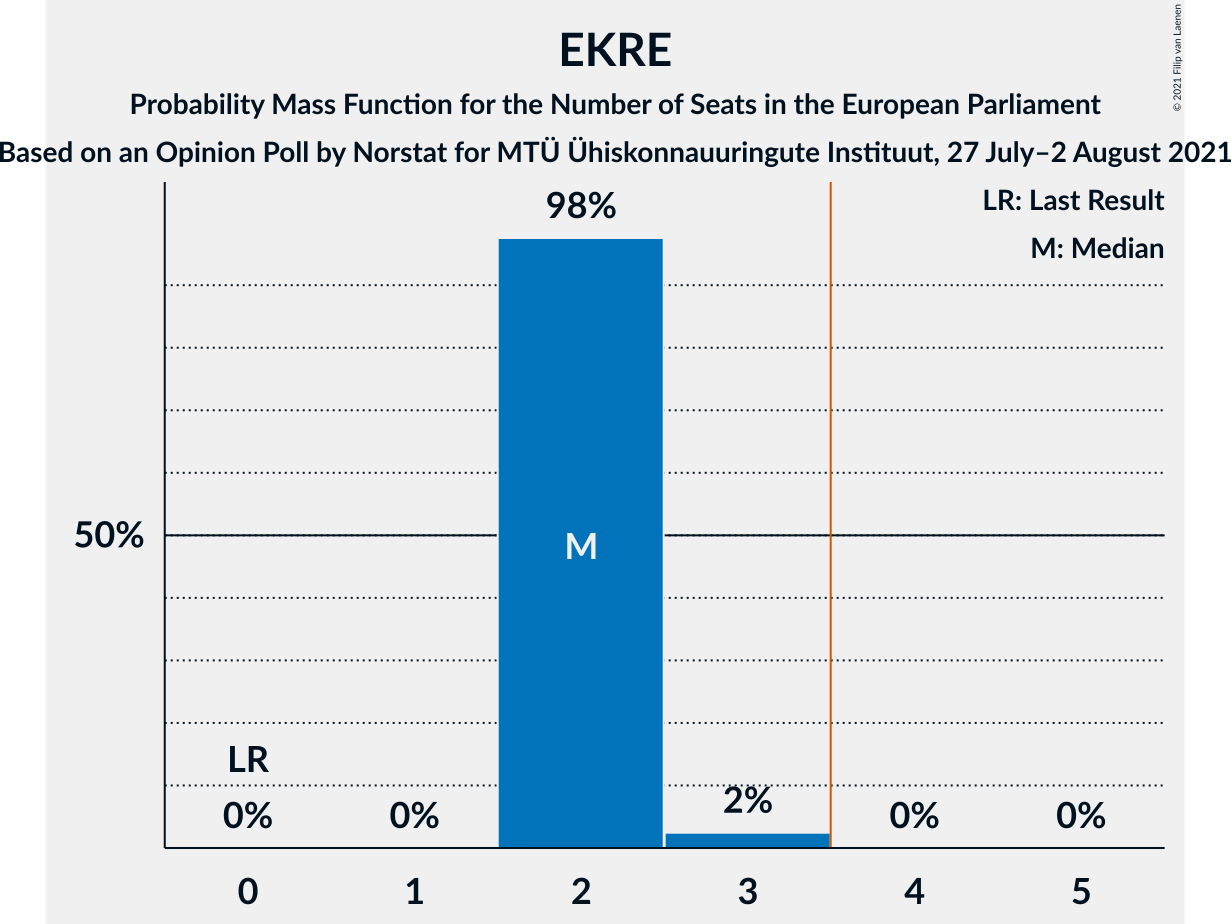 EKRE
Probability Mass Function for the Number of Seats in the European Parliament
Based on an Opinion Poll by Norstat for MTÜ Ühiskonnauuringute Instituut, 27 July–2 August 2021
© 2021 Filip van Laenen
LR: Last Result
M: Median
98%
50%
M
LR
0%
0%
2%
0%
0%
0
1
2
3
4
5